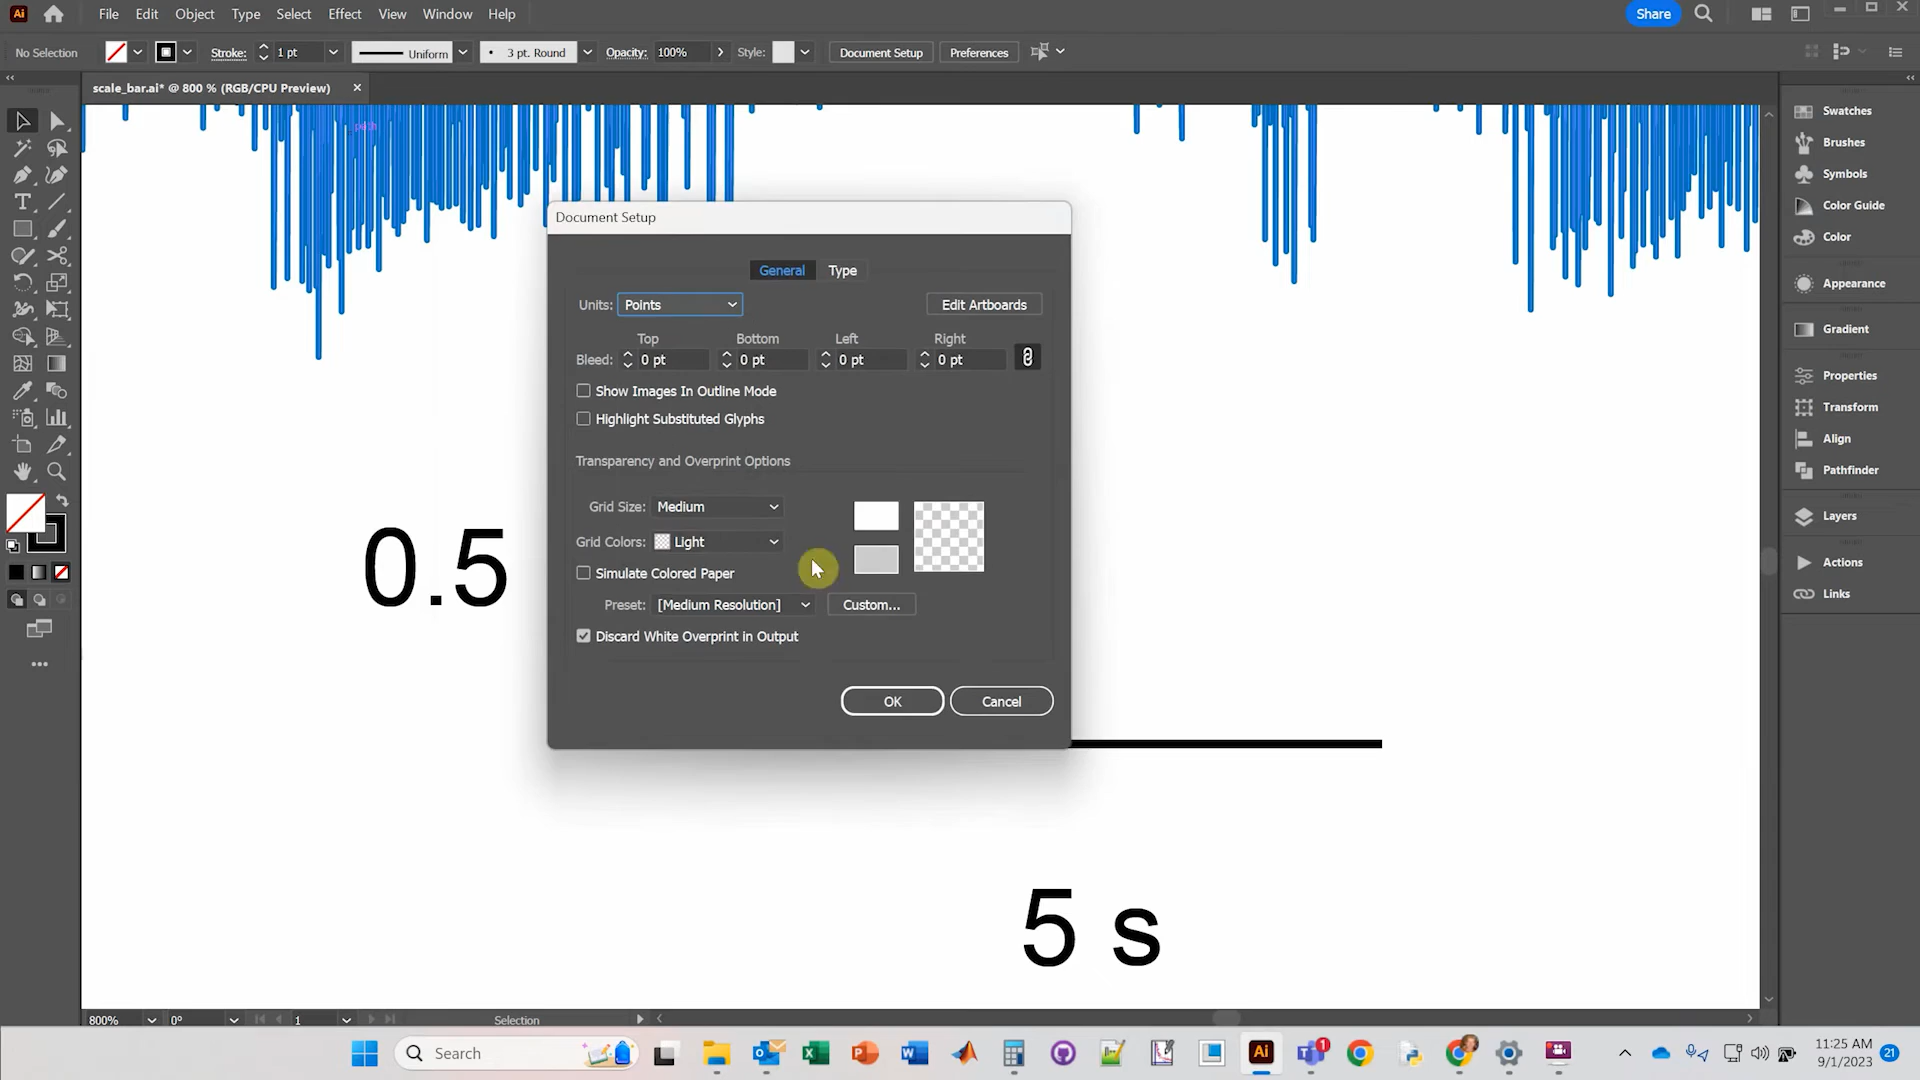 Ai File Edit Object Type Select Effect View Window Help Share
No Selection Stroke: 1 pt Uniform 3 pt. Round Opacity: 100% Style: Document Setup Preferences
scale_bar.ai* @ 800 % (RGB/CPU Preview)
path
Swatches
Brushes
Symbols
Color Guide
Color
Appearance
Gradient
Properties
Transform
Align
Pathfinder
Layers
Actions
Links
Document Setup
General Type
Units: Points Edit Artboards
Top Bottom Left Right
Bleed: 0 pt 0 pt 0 pt 0 pt
Show Images In Outline Mode
Highlight Substituted Glyphs
Transparency and Overprint Options
Grid Size: Medium
Grid Colors: Light
Simulate Colored Paper
Preset: [Medium Resolution] Custom...
Discard White Overprint in Output
OK Cancel
0.5
5 s
800% 0° 1 Selection
Search Ai 1 11:25 AM
9/1/2023 21